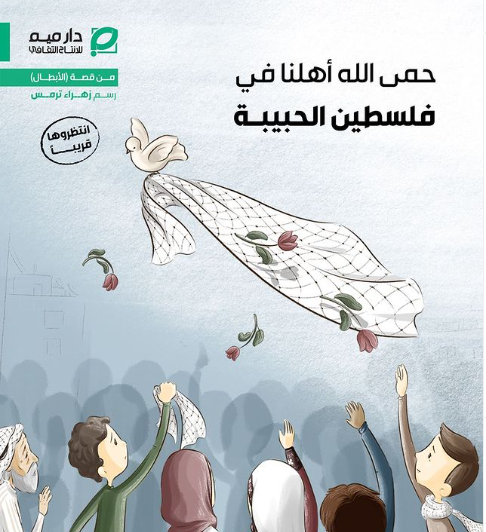 دار ميم
للإنتاج الثقافي
من قصة (الأبطال)
رسم زهراء ترمس
انتظروها
قريباً
حمى الله أهلنا في
فلسطين الحبيبة